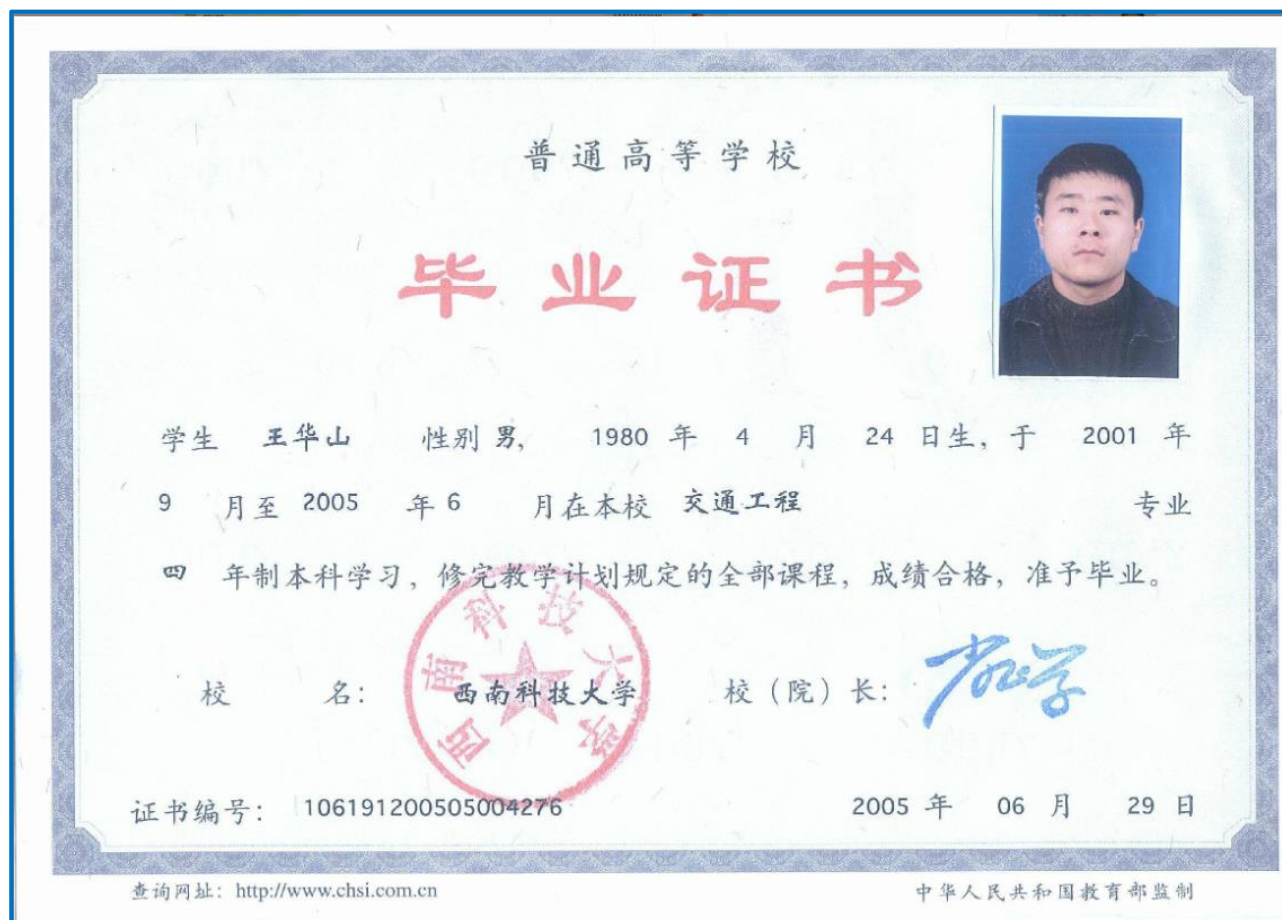 普通高等学校
毕业证书
学生 王华山 性别 男, 1980 年 4 月 24 日生, 于 2001 年
9 月至 2005 年 6 月在本校 交通工程 专业
四 年制本科学习, 修完教学计划规定的全部课程, 成绩合格, 准予毕业。
西南科技大学
校 名: 西南科技大学 校（院）长:
证书编号: 106191200505004276 2005 年 06 月 29 日
查询网址: http://www.chsi.com.cn 中华人民共和国教育部监制